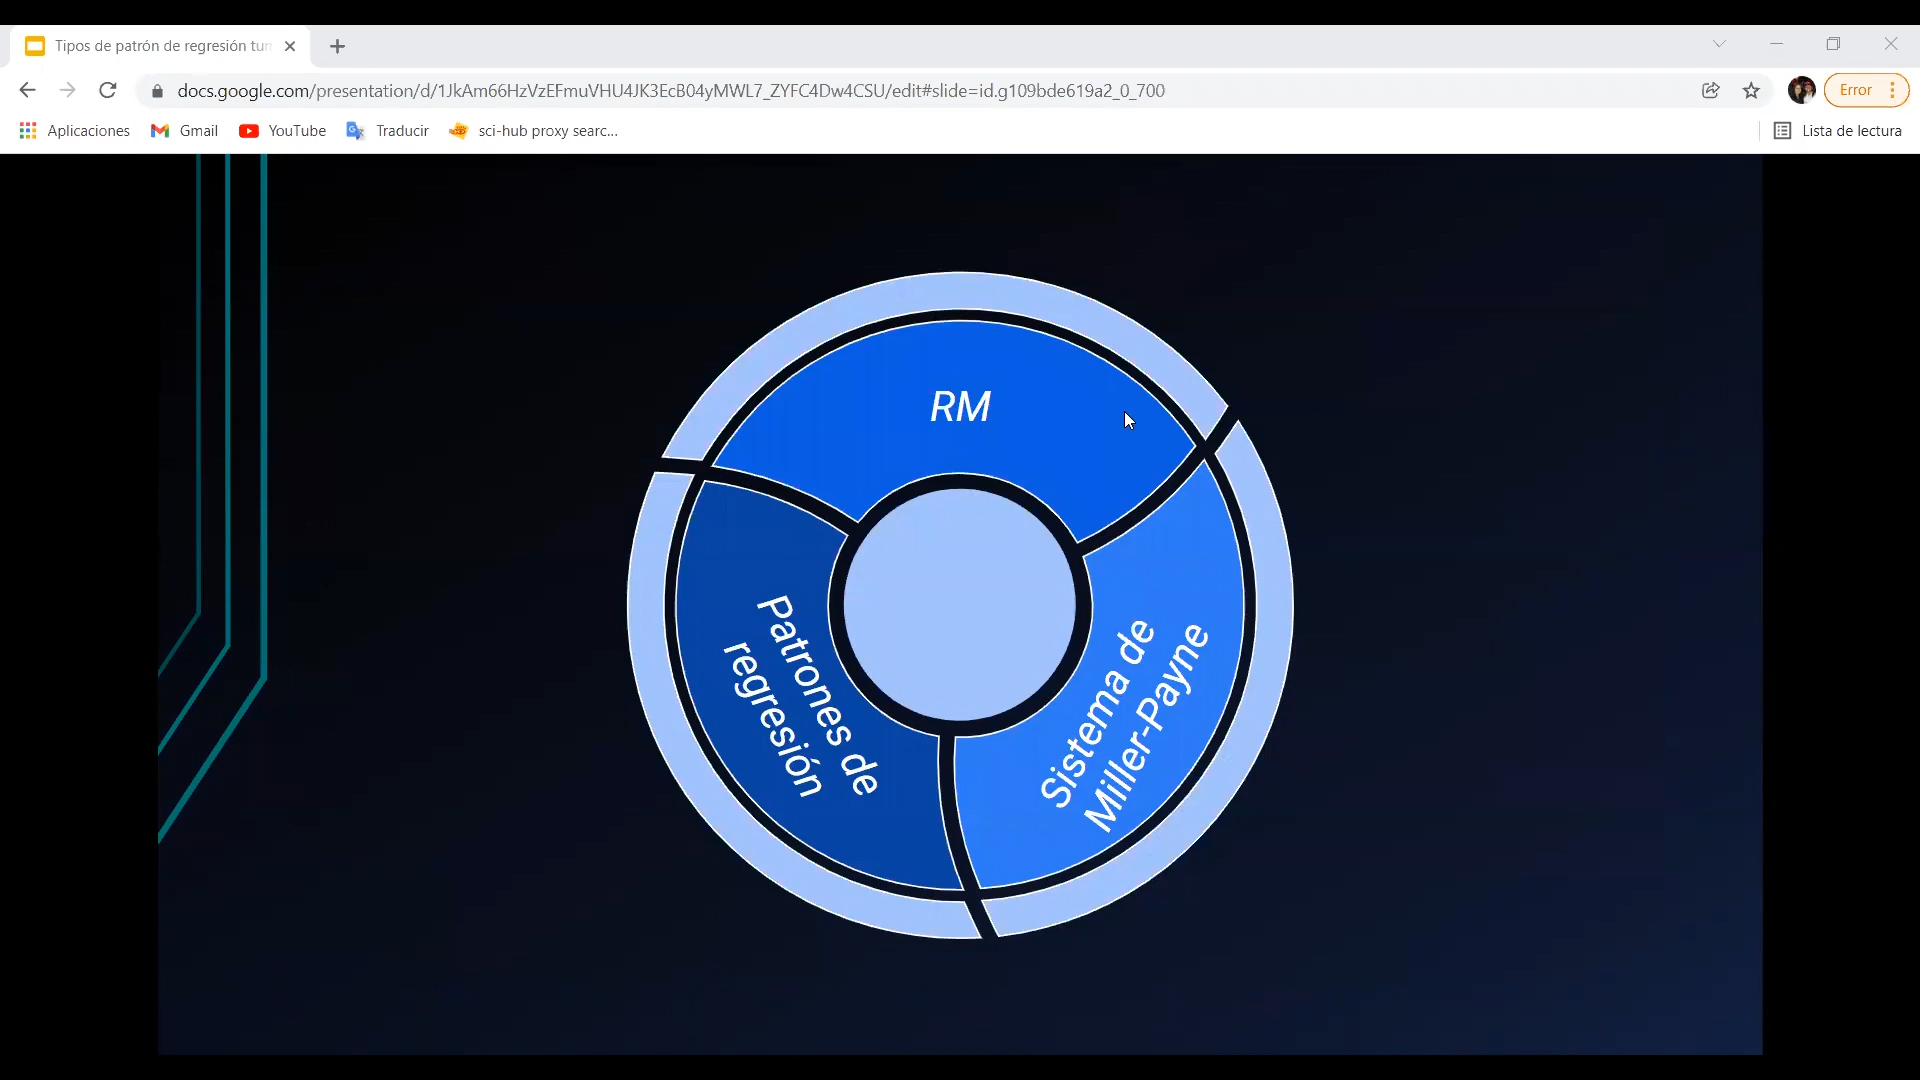 Tipos de patrón de regresión tum
docs.google.com/presentation/d/1JkAm66HzVzEFmuVHU4JK3EcB04yMWL7_ZYFC4Dw4CSU/edit#slide=id.g109bde619a2_0_700
Error
Aplicaciones
Gmail
YouTube
Traducir
sci-hub proxy searc...
Lista de lectura
RM
Patrones de
regresión
Sistema de
Miller-Payne